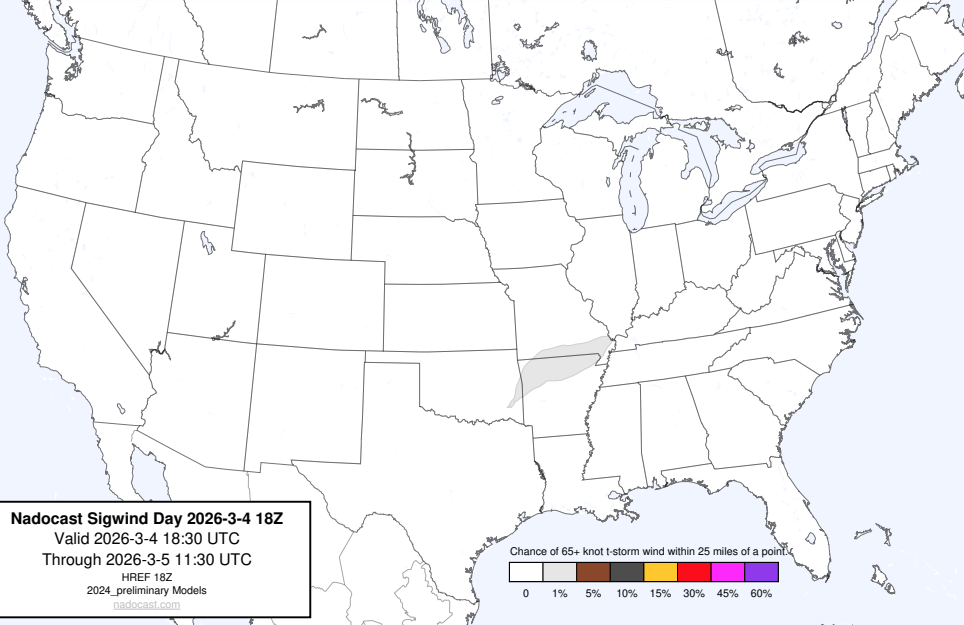 Nadocast Sigwind Day 2026-3-4 18Z
Valid 2026-3-4 18:30 UTC
Through 2026-3-5 11:30 UTC
HREF 18Z
2024_preliminary Models
nadocast.com
Chance of 65+ knot t-storm wind within 25 miles of a point.
0 1% 5% 10% 15% 30% 45% 60%